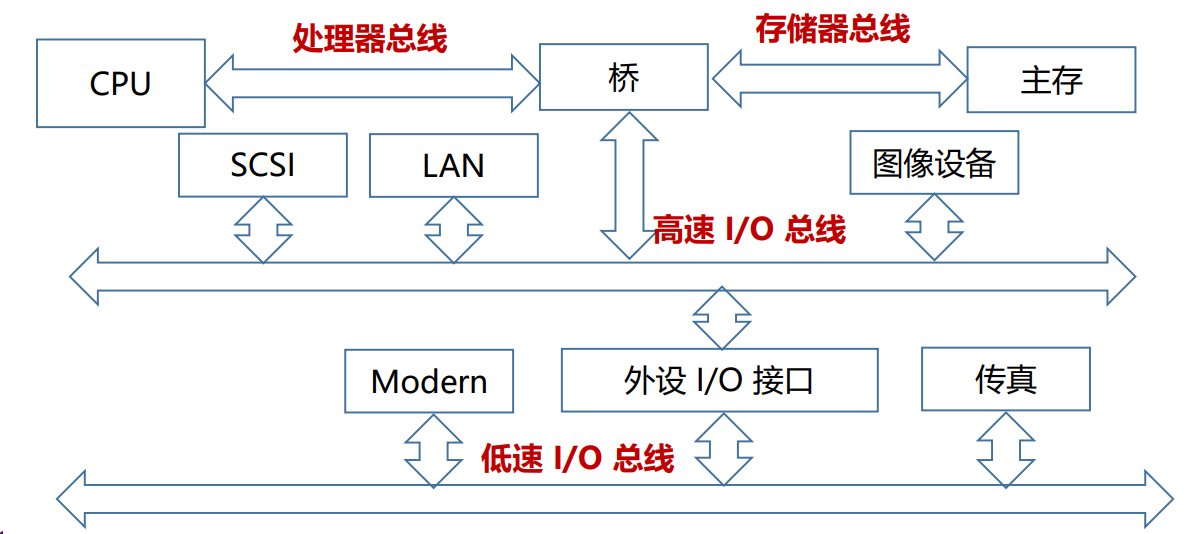 处理器总线
存储器总线
CPU
桥
主存
SCSI
LAN
图像设备
高速 I/O 总线
Modern
外设 I/O 接口
传真
低速 I/O 总线